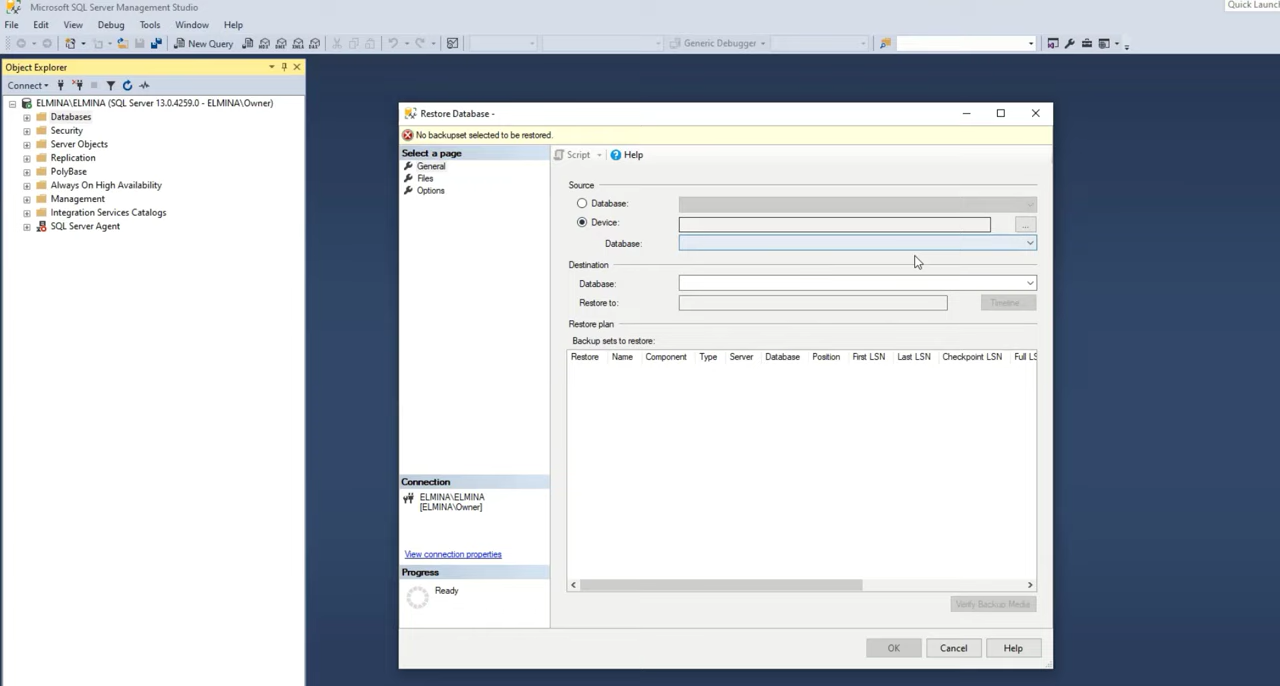 Microsoft SQL Server Management Studio
Quick Launch
File Edit View Debug Tools Window Help
New Query
Generic Debugger
Object Explorer
Connect
ELMINA\ELMINA (SQL Server 13.0.4259.0 - ELMINA\Owner)
Databases
Security
Server Objects
Replication
PolyBase
Always On High Availability
Management
Integration Services Catalogs
SQL Server Agent
Restore Database -
No backupset selected to be restored.
Select a page
General
Files
Options
Connection
ELMINA\ELMINA
[ELMINA\Owner]
View connection properties
Progress
Ready
Script Help
Source
Database:
Device:
...
Database:
Destination
Database:
Restore to:
Timeline...
Restore plan
Backup sets to restore:
Restore Name Component Type Server Database Position First LSN Last LSN Checkpoint LSN Full LS
Verify Backup Media
OK Cancel Help